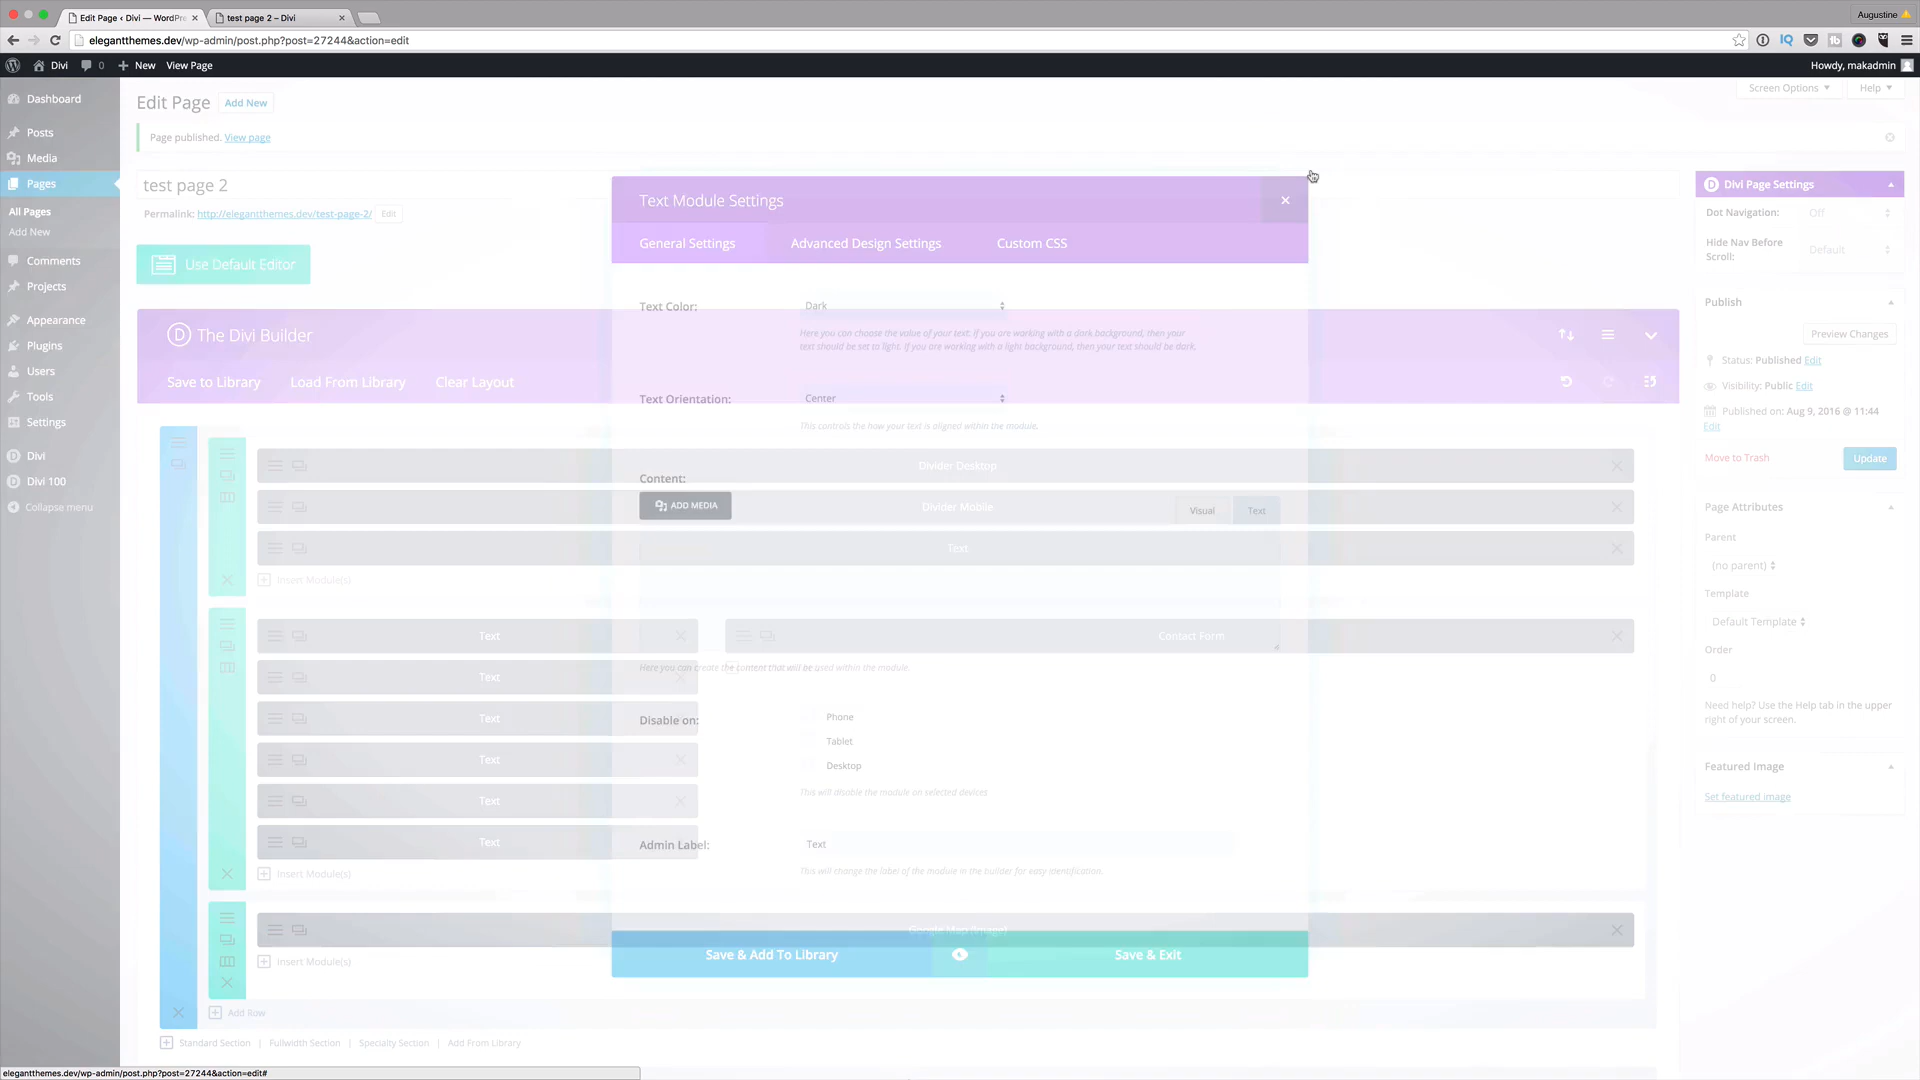 Edit Page ‹ Divi — WordPr
test page 2 – Divi
Augustine
elegantthemes.dev/wp-admin/post.php?post=27244&action=edit
Divi
0
New
View Page
Howdy, makadmin
Dashboard
Posts
Media
Pages
All Pages
Add New
Comments
Projects
Appearance
Plugins
Users
Tools
Settings
Divi
Divi 100
Collapse menu
Edit Page
Add New
Screen Options
Help
Page published. View page
test page 2
Permalink: http://elegantthemes.dev/test-page-2/
Edit
Use Default Editor
The Divi Builder
Save to Library
Load From Library
Clear Layout
Divider Desktop
Divider Mobile
Text
Insert Module(s)
Text
Contact Form
Text
Text
Text
Text
Text
Insert Module(s)
Google Map (Image)
Insert Module(s)
Add Row
Standard Section
Fullwidth Section
Specialty Section
Add From Library
Text Module Settings
General Settings
Advanced Design Settings
Custom CSS
Text Color:
Dark
Here you can choose the value of your text. If you are working with a dark background, then your
text should be set to light. If you are working with a light background, then your text should be dark.
Text Orientation:
Center
This controls the how your text is aligned within the module.
Content:
ADD MEDIA
Visual
Text
Here you can create the content that will be used within the module.
Disable on:
Phone
Tablet
Desktop
This will disable the module on selected devices
Admin Label:
Text
This will change the label of the module in the builder for easy identification.
Save & Add To Library
Save & Exit
Divi Page Settings
Dot Navigation:
Off
Hide Nav Before
Scroll:
Default
Publish
Preview Changes
Status: Published Edit
Visibility: Public Edit
Published on: Aug 9, 2016 @ 11:44
Edit
Move to Trash
Update
Page Attributes
Parent
(no parent)
Template
Default Template
Order
0
Need help? Use the Help tab in the upper
right of your screen.
Featured Image
Set featured image
elegantthemes.dev/wp-admin/post.php?post=27244&action=edit#